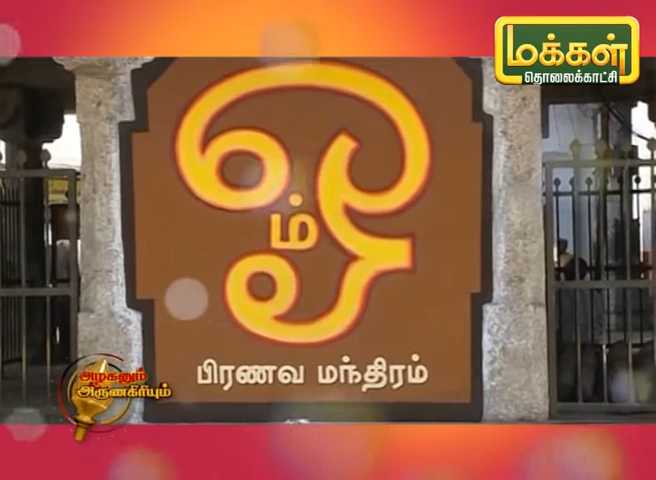 மக்கள்
தொலைக்காட்சி
ஓம்
பிரணவ மந்திரம்
அழகனும்
அருணகிரியும்